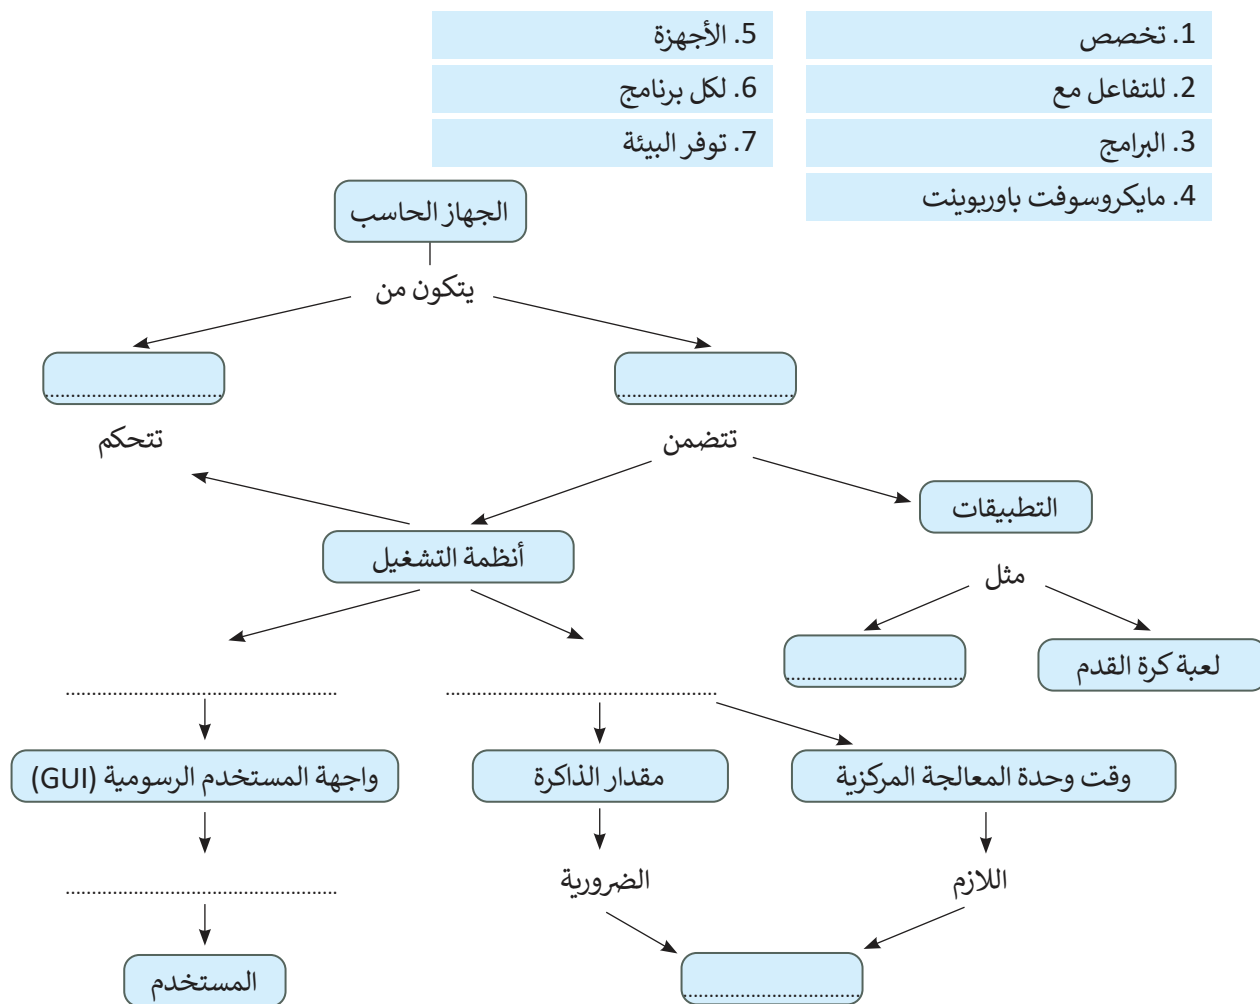 1. تخصص
2. للتفاعل مع
3. البرامج
4. مايكروسوفت باوربوينت
5. الأجهزة
6. لكل برنامج
7. توفر البيئة
الجهاز الحاسب
يتكون من
........................
........................
تتضمن
تتحكم
التطبيقات
أنظمة التشغيل
مثل
لعبة كرة القدم
........................
........................
........................
وقت وحدة المعالجة المركزية
مقدار الذاكرة
واجهة المستخدم الرسومية (GUI)
اللازم
الضرورية
........................
........................
المستخدم